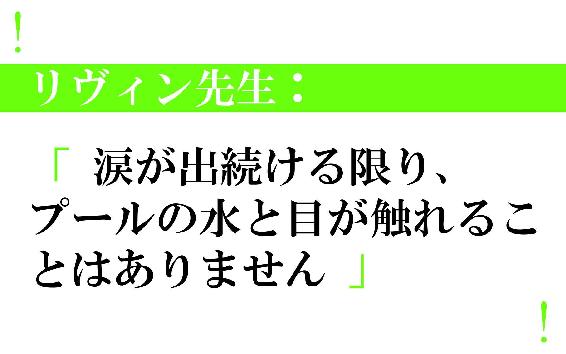 !
リヴィン先生：
「 涙が出続ける限り、
プールの水と目が触れるこ
とはありません 」
!